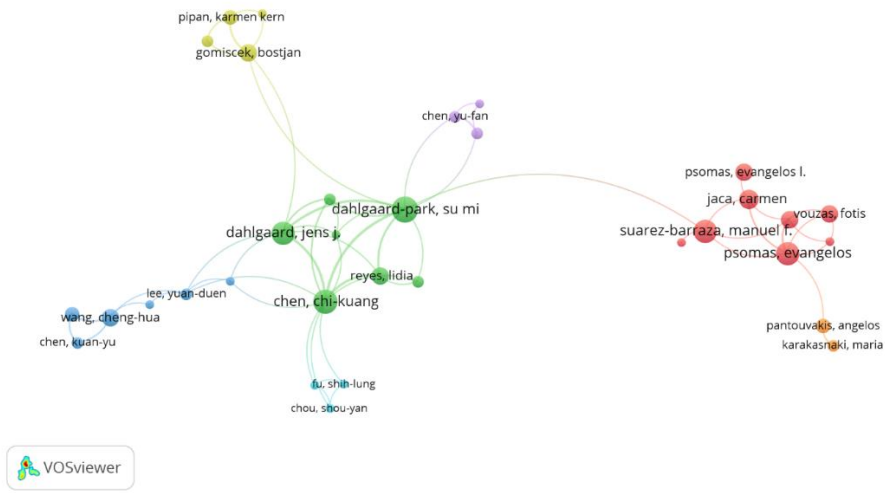 pipan, karmen kern
gomiscek, bostjan
chen, yu-fan
psomas, evangelos l.
jaca, carmen
dahlgaard-park, su mi
vouzas, fotis
dahlgaard, jens j.
suarez-barraza, manuel f.
psomas, evangelos
reyes, lidia
lee, yuan-duen
chen, chi-kuang
wang, cheng-hua
pantouvakis, angelos
chen, kuan-yu
karakasnaki, maria
fu, shih-lung
chou, shou-yan
VOSviewer